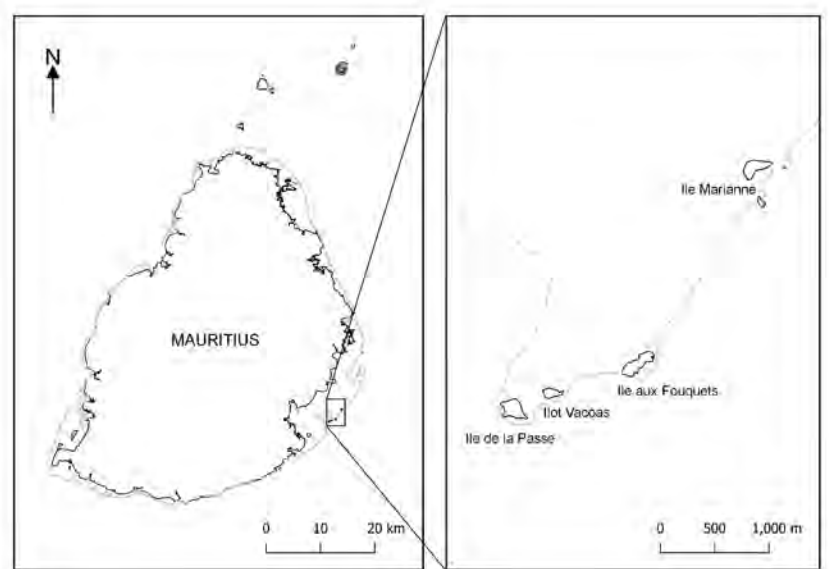 N
MAURITIUS
0 10 20 km
Ile Marianne
Ile aux Fouquets
Ilot Vacoas
Ile de la Passe
0 500 1,000 m